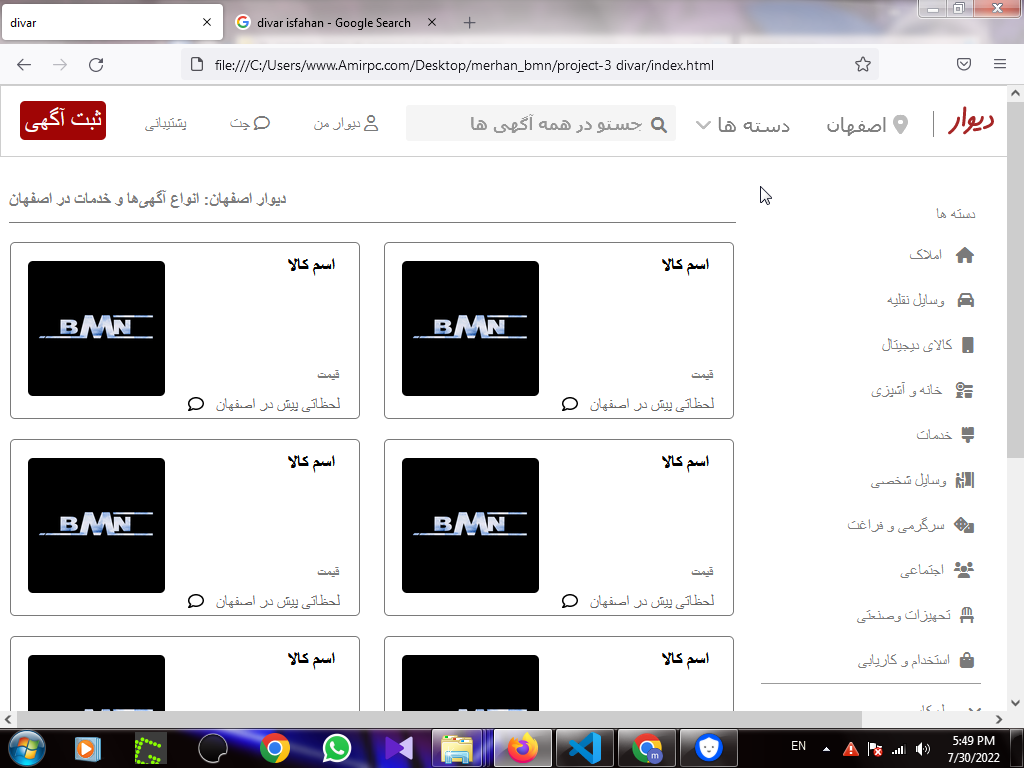 divar
divar isfahan - Google Search
file:///C:/Users/www.Amirpc.com/Desktop/merhan_bmn/project-3 divar/index.html
دیوار
اصفهان
دسته ها
جستو در همه آگهی ها
دیوار من
چت
پشتیبانی
ثبت آگهی
دسته ها
املاک
وسایل نقلیه
کالای دیجیتال
خانه و آشپزی
خدمات
وسایل شخصی
سرگرمی و فراغت
اجتماعی
تجهیزات وصنعتی
استخدام و کاریابی
دیوار اصفهان: انواع آگهی‌ها و خدمات در اصفهان
اسم کالا
BMN
قیمت
لحظاتی پیش در اصفهان
اسم کالا
BMN
قیمت
لحظاتی پیش در اصفهان
اسم کالا
BMN
قیمت
لحظاتی پیش در اصفهان
اسم کالا
BMN
قیمت
لحظاتی پیش در اصفهان
اسم کالا
اسم کالا
EN
5:49 PM
7/30/2022